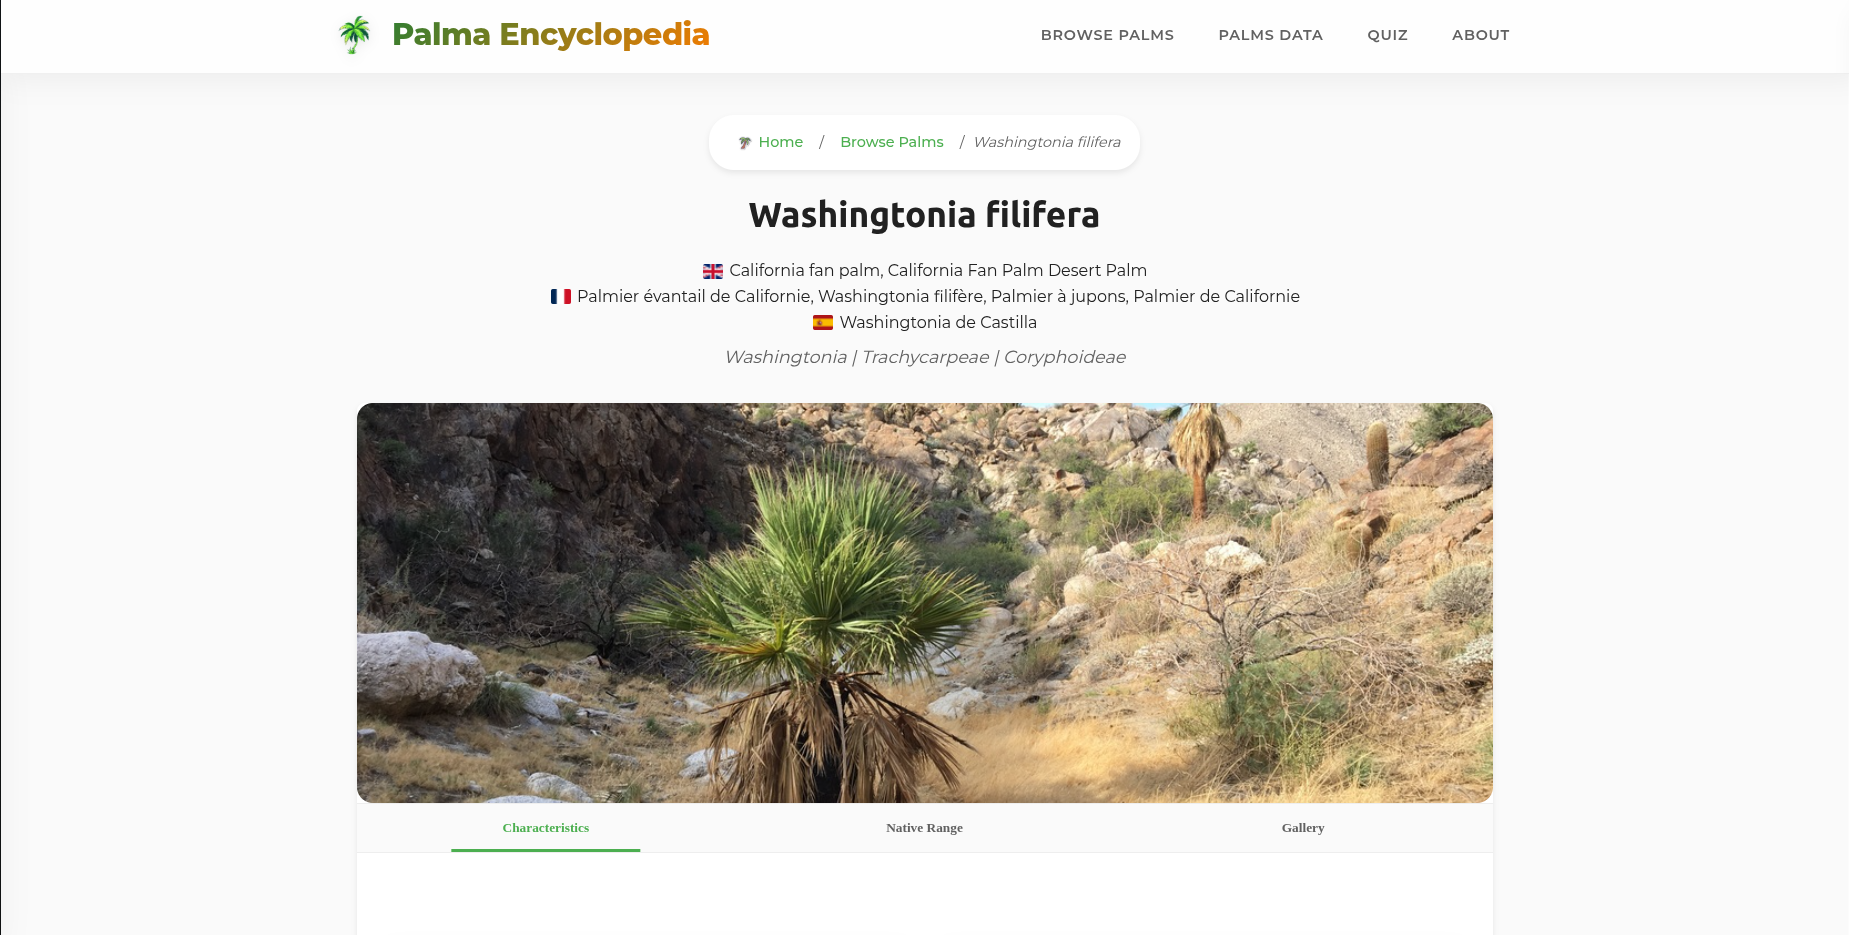 Palma Encyclopedia
BROWSE PALMS PALMS DATA QUIZ ABOUT
Home / Browse Palms / Washingtonia filifera
Washingtonia filifera
California fan palm, California Fan Palm Desert Palm
Palmier évantail de Californie, Washingtonia filifère, Palmier à jupons, Palmier de Californie
Washingtonia de Castilla
Washingtonia | Trachycarpeae | Coryphoideae
Characteristics Native Range Gallery